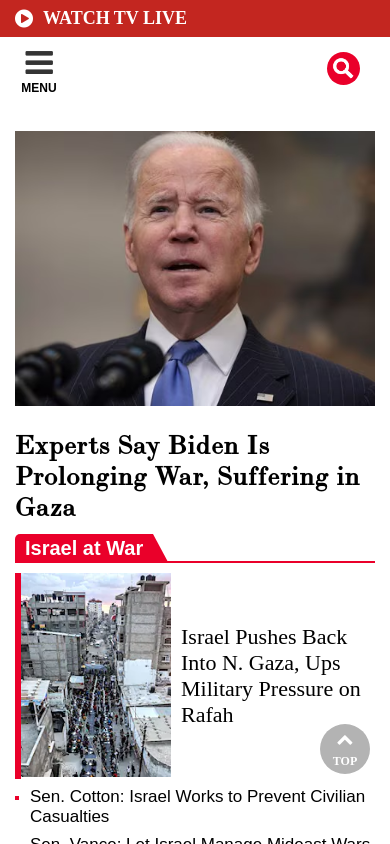 WATCH TV LIVE
MENU
Experts Say Biden Is
Prolonging War, Suffering in
Gaza
Israel at War
Israel Pushes Back
Into N. Gaza, Ups
Military Pressure on
Rafah
TOP
Sen. Cotton: Israel Works to Prevent Civilian
Casualties
Sen. Vance: Let Israel Manage Mideast Wars